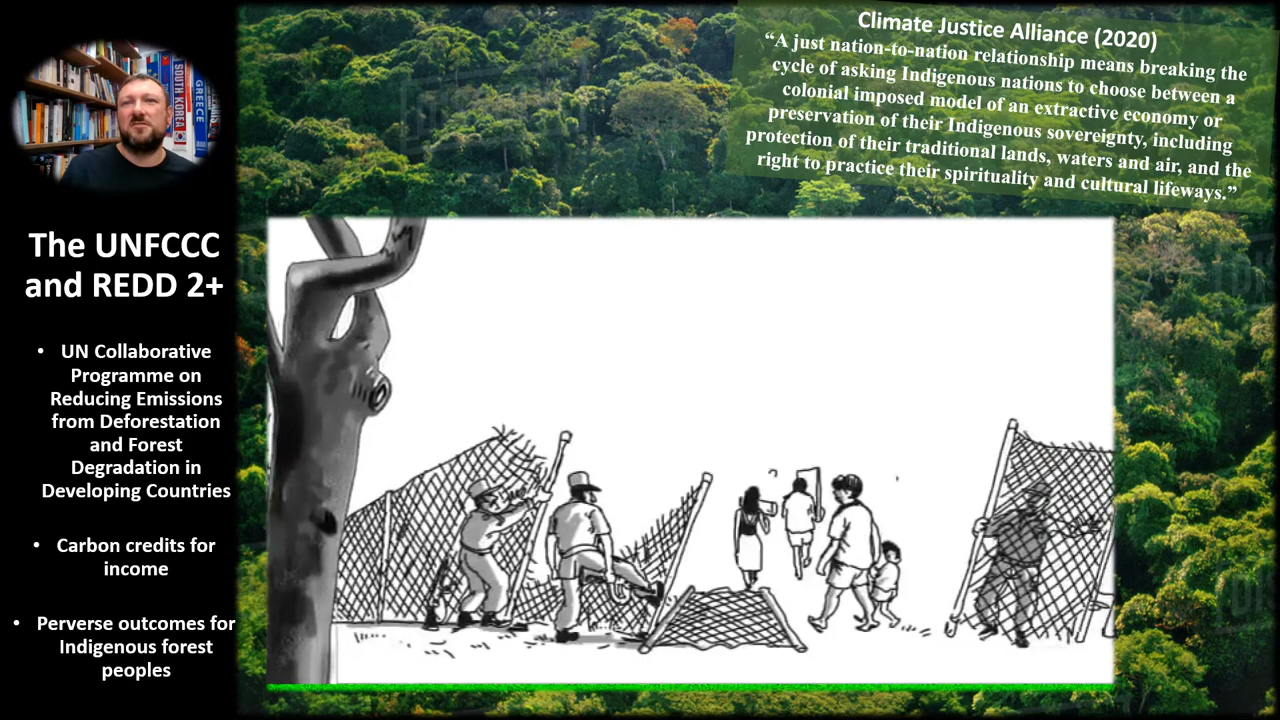 Climate Justice Alliance (2020)
“A just nation-to-nation relationship means breaking the
cycle of asking Indigenous nations to choose between a
colonial imposed model of an extractive economy or
preservation of their Indigenous sovereignty, including
protection of their traditional lands, waters and air, and the
right to practice their spirituality and cultural lifeways.”
SOUTH KOREA
GREECE
The UNFCCC
and REDD 2+
• UN Collaborative
Programme on
Reducing Emissions
from Deforestation
and Forest
Degradation in
Developing Countries
• Carbon credits for
income
• Perverse outcomes for
Indigenous forest
peoples